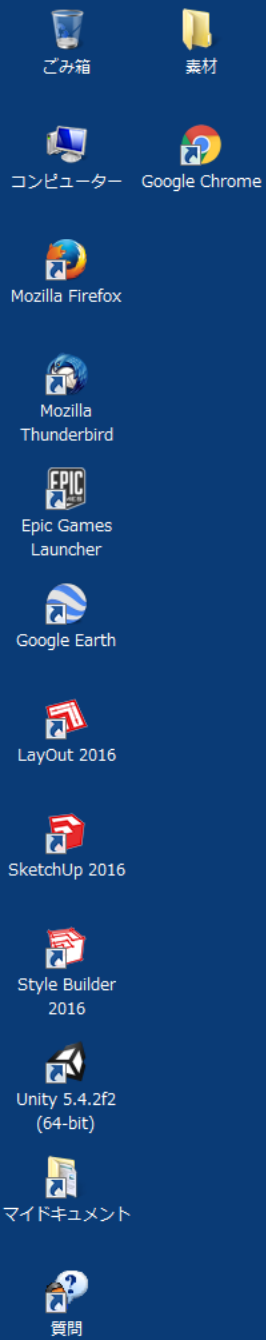 ごみ箱
コンピューター
Mozilla Firefox
Mozilla
Thunderbird
EPIC
GAMES
Epic Games
Launcher
Google Earth
LayOut 2016
SketchUp 2016
Style Builder
2016
Unity 5.4.2f2
(64-bit)
マイドキュメント
質問
素材
Google Chrome